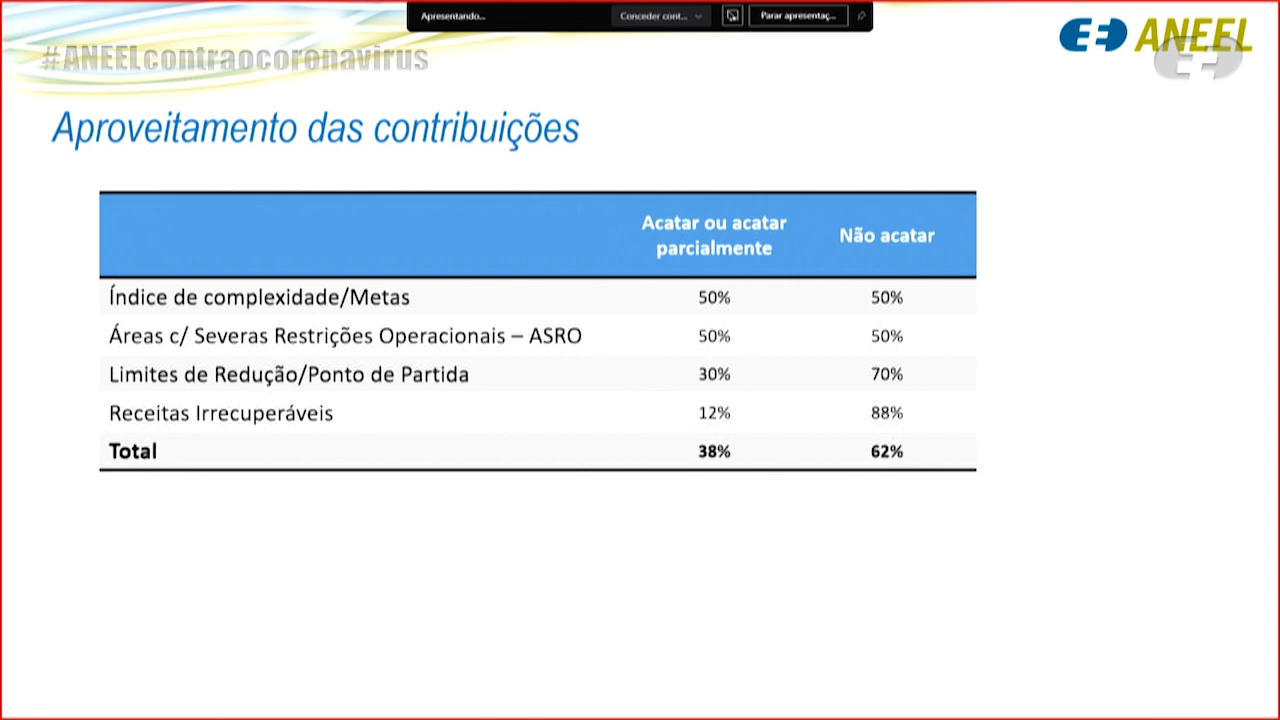 Apresentando...
Conceder cont...
Parar apresentaç...
#ANEELcontraocoronavirus
ANEEL
Aproveitamento das contribuições
Acatar ou acatar parcialmente
Não acatar
Índice de complexidade/Metas 50% 50%
Áreas c/ Severas Restrições Operacionais – ASRO 50% 50%
Limites de Redução/Ponto de Partida 30% 70%
Receitas Irrecuperáveis 12% 88%
Total 38% 62%